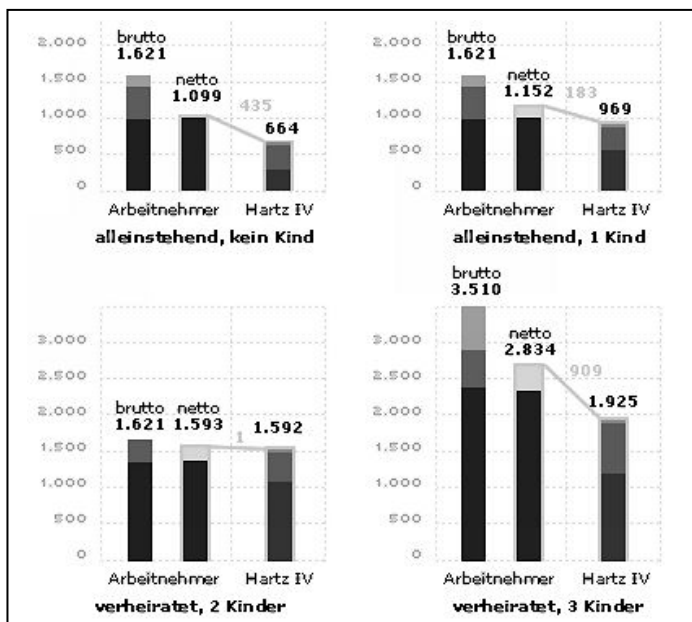 2.000
brutto
1.621
1.500
netto
1.099
1.000
435
664
500
0
Arbeitnehmer Hartz IV
alleinstehend, kein Kind
2.000
brutto
1.621
1.500
netto
1.152
183
969
1.000
500
0
Arbeitnehmer Hartz IV
alleinstehend, 1 Kind
3.000
2.500
2.000
brutto netto
1.621 1.593 1 1.592
1.500
1.000
500
0
Arbeitnehmer Hartz IV
verheiratet, 2 Kinder
brutto
3.510
3.000
netto
2.834
909
2.500
1.925
2.000
1.500
1.000
500
0
Arbeitnehmer Hartz IV
verheiratet, 3 Kinder